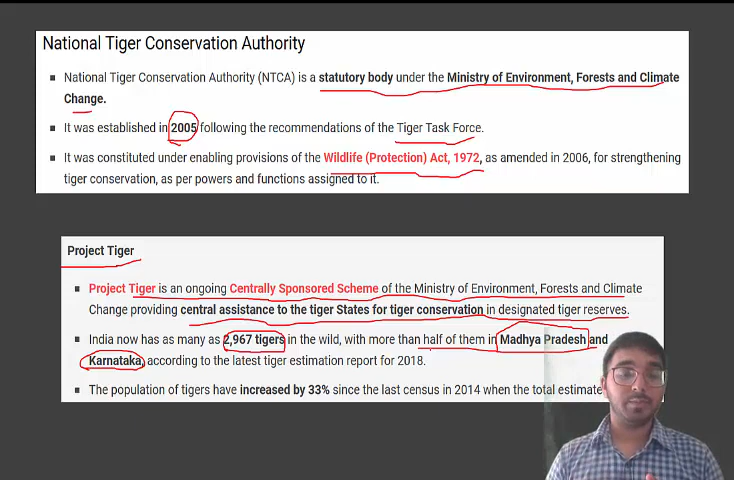 National Tiger Conservation Authority
National Tiger Conservation Authority (NTCA) is a statutory body under the Ministry of Environment, Forests and Climate
Change.
It was established in 2005 following the recommendations of the Tiger Task Force.
It was constituted under enabling provisions of the Wildlife (Protection) Act, 1972, as amended in 2006, for strengthening
tiger conservation, as per powers and functions assigned to it.
Project Tiger
Project Tiger is an ongoing Centrally Sponsored Scheme of the Ministry of Environment, Forests and Climate
Change providing central assistance to the tiger States for tiger conservation in designated tiger reserves.
India now has as many as 2,967 tigers in the wild, with more than half of them in Madhya Pradesh and
Karnataka, according to the latest tiger estimation report for 2018.
The population of tigers have increased by 33% since the last census in 2014 when the total estimate